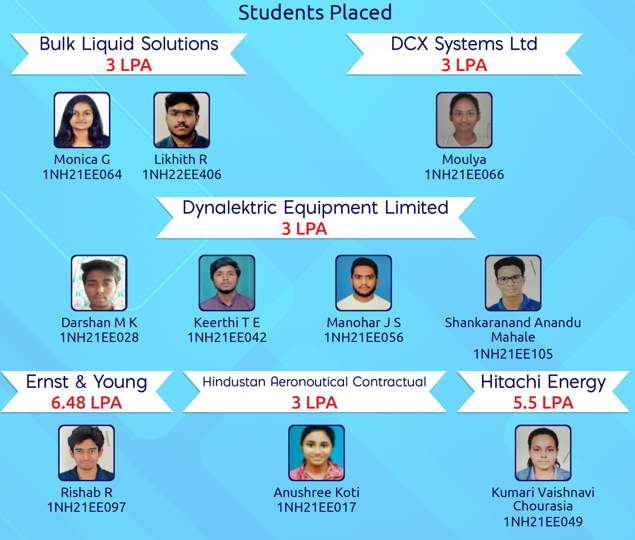 Students Placed
Bulk Liquid Solutions
3 LPA
DCX Systems Ltd
3 LPA
Monica G
1NH21EE064
Likhith R
1NH22EE406
Moulya
1NH21EE066
Dynalektric Equipment Limited
3 LPA
Darshan M K
1NH21EE028
Keerthi T E
1NH21EE042
Manohar J S
1NH21EE056
Shankaranand Anandu
Mahale
1NH21EE105
Ernst & Young
6.48 LPA
Hindustan Aeronoutical Contractual
3 LPA
Hitachi Energy
5.5 LPA
Rishab R
1NH21EE097
Anushree Koti
1NH21EE017
Kumari Vaishnavi
Chourasia
1NH21EE049